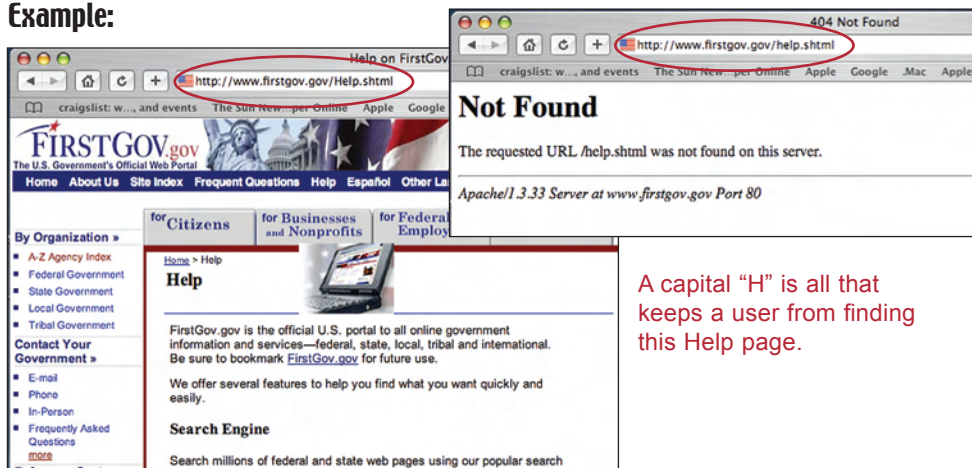 Example:
Help on FirstGov
http://www.firstgov.gov/Help.shtml
craigslist: w..., and events The Sun New...per Online Apple Google
FIRSTGOV.gov
The U.S. Government's Official Web Portal
Home About Us Site Index Frequent Questions Help Español Other La
for Citizens
for Businesses and Nonprofits
for Federal Employ
By Organization »
A-Z Agency Index
Federal Government
State Government
Local Government
Tribal Government
Contact Your
Government »
E-mail
Phone
In-Person
Frequently Asked
Questions
more
Home > Help
Help
FirstGov.gov is the official U.S. portal to all online government
information and services—federal, state, local, tribal and international.
Be sure to bookmark FirstGov.gov for future use.
We offer several features to help you find what you want quickly and
easily.
Search Engine
Search millions of federal and state web pages using our popular search
404 Not Found
http://www.firstgov.gov/help.shtml
craigslist: w..., and events The Sun New...per Online Apple Google .Mac Apple
Not Found
The requested URL /help.shtml was not found on this server.
Apache/1.3.33 Server at www.firstgov.gov Port 80
A capital “H” is all that
keeps a user from finding
this Help page.